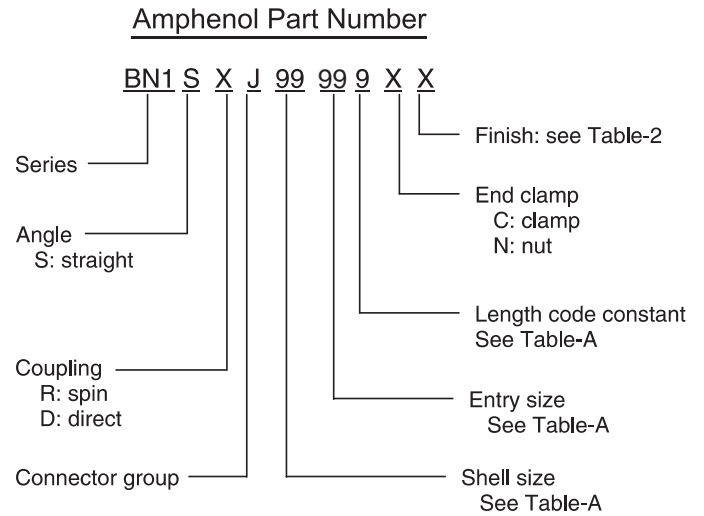 Amphenol Part Number
BN1 S X J 99 99 9 X X
Series
Angle
S: straight
Coupling
R: spin
D: direct
Connector group
Finish: see Table-2
End clamp
C: clamp
N: nut
Length code constant
See Table-A
Entry size
See Table-A
Shell size
See Table-A